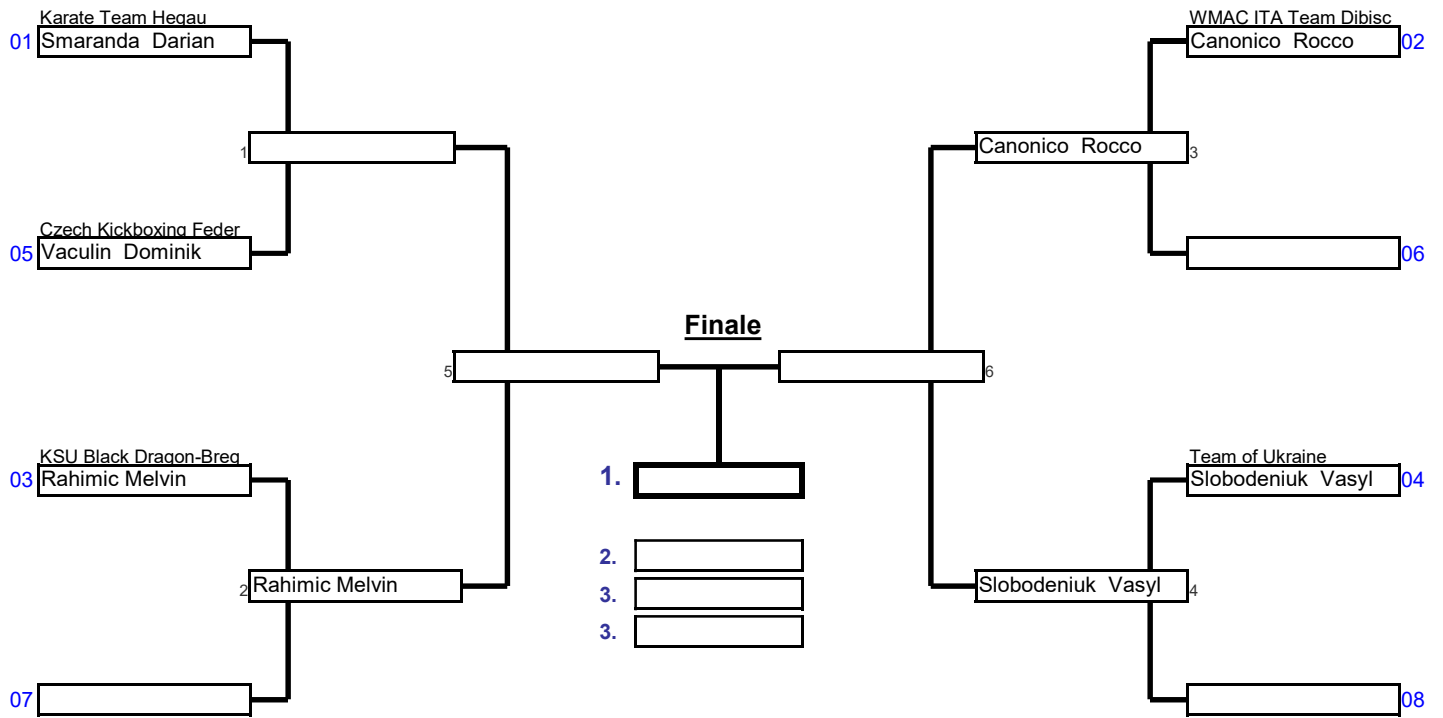 Karate Team Hegau
WMAC ITA Team Dibisc
01 Smaranda Darian
Canonico Rocco 02
1
Canonico Rocco 3
Czech Kickboxing Feder
05 Vaculin Dominik
06
Finale
5
6
KSU Black Dragon-Breg
Team of Ukraine
03 Rahimic Melvin
1.
Slobodeniuk Vasyl 04
2.
2 Rahimic Melvin
3.
Slobodeniuk Vasyl 4
3.
07
08